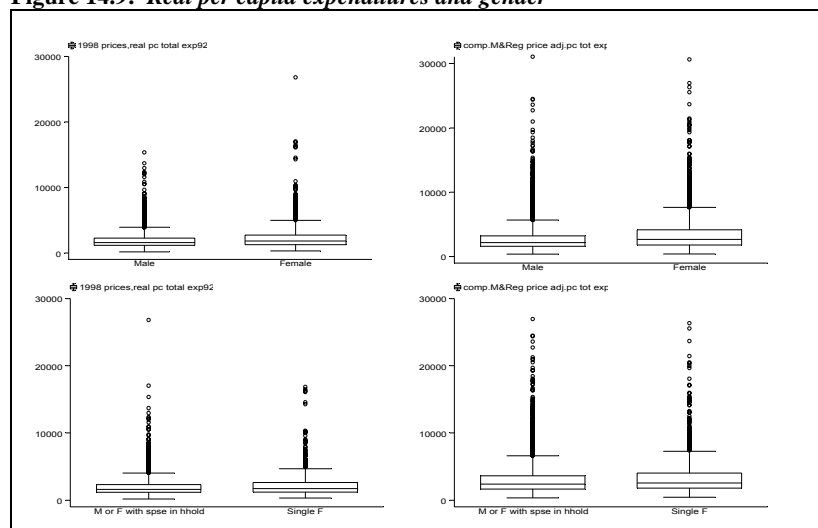 Figure 14.9: Real per capita expenditures and gender
1998 prices,real pc total exp92
30000
20000
10000
0
Male
Female
comp.M&Reg price adj.pc tot exp
30000
20000
10000
0
Male
Female
1998 prices,real pc total exp92
30000
20000
10000
0
M or F with spse in hhold
Single F
comp.M&Reg price adj.pc tot exp
30000
20000
10000
0
M or F with spse in hhold
Single F